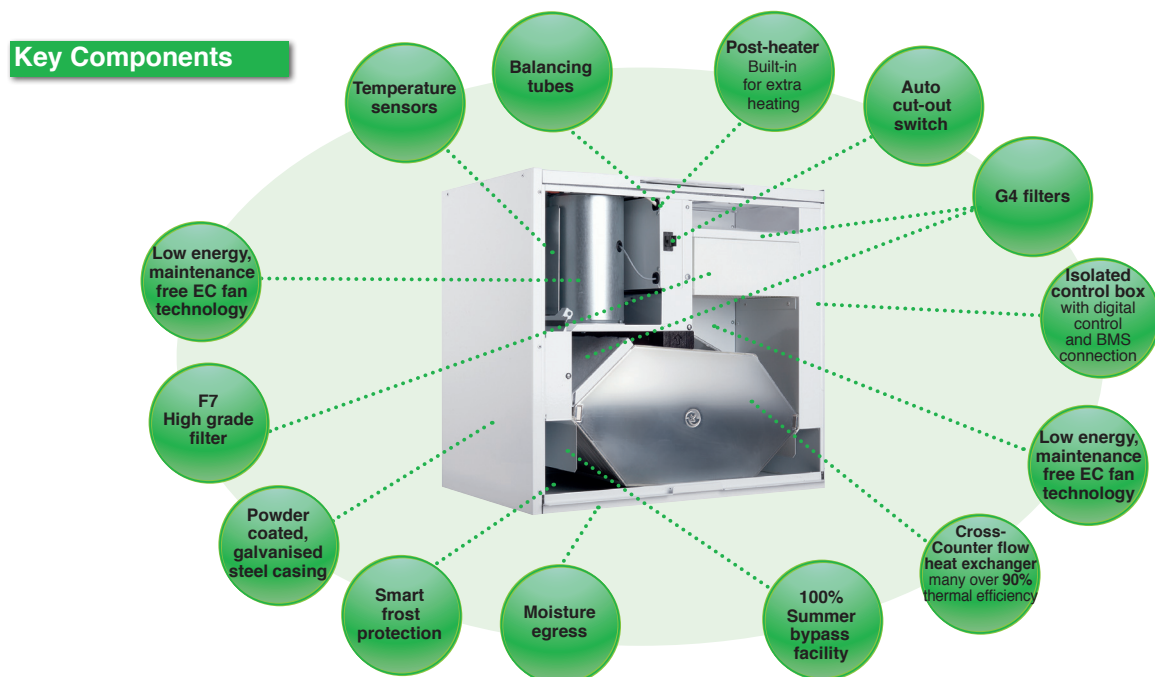 Key Components
Temperature
sensors
Balancing
tubes
Post-heater
Built-in
for extra
heating
Auto
cut-out
switch
G4 filters
Low energy,
maintenance
free EC fan
technology
Isolated
control box
with digital
control
and BMS
connection
F7
High grade
filter
Low energy,
maintenance
free EC fan
technology
Powder
coated,
galvanised
steel casing
Cross-
Counter flow
heat exchanger
many over 90%
thermal efficiency
Smart
frost
protection
Moisture
egress
100%
Summer
bypass
facility